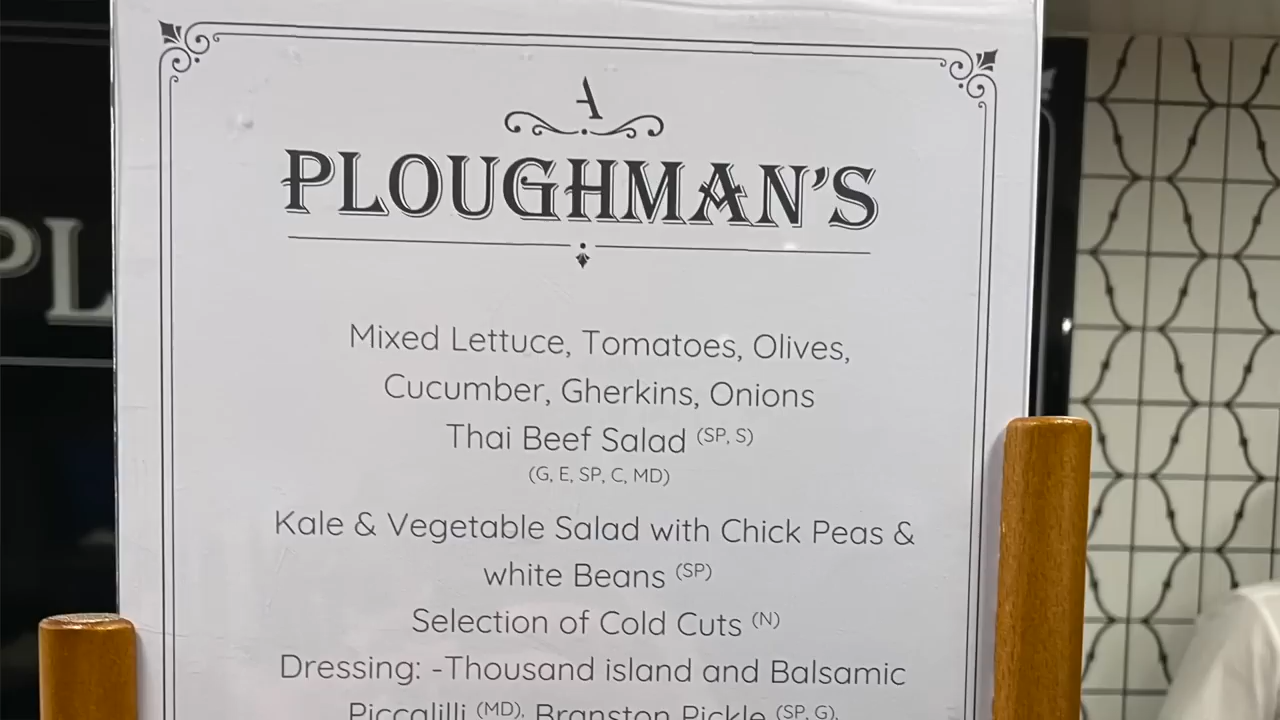 PL
A
PLOUGHMAN'S
Mixed Lettuce, Tomatoes, Olives,
Cucumber, Gherkins, Onions
Thai Beef Salad (SP, S)
(G, E, SP, C, MD)
Kale & Vegetable Salad with Chick Peas &
white Beans (SP)
Selection of Cold Cuts (N)
Dressing: -Thousand island and Balsamic
Piccalilli (MD), Branston Pickle (SP, G),